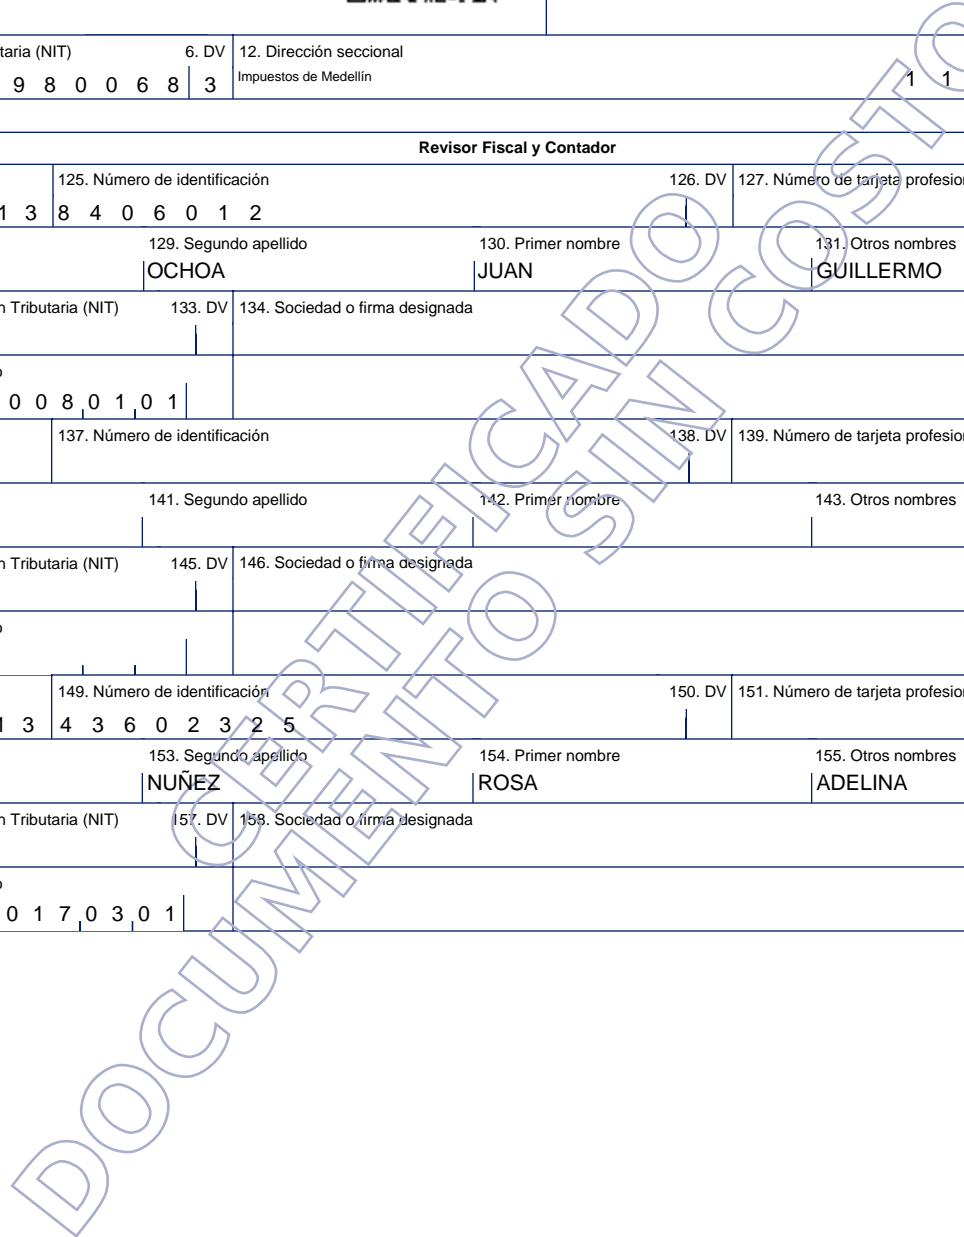 taria (NIT) 6. DV 12. Dirección seccional
9 8 0 0 6 8 3 Impuestos de Medellín 1 1
Revisor Fiscal y Contador
125. Número de identificación 126. DV 127. Número de tarjeta profesion
1 3 8 4 0 6 0 1 2
129. Segundo apellido 130. Primer nombre 131. Otros nombres
OCHOA JUAN GUILLERMO
n Tributaria (NIT) 133. DV 134. Sociedad o firma designada
o
0 0 8 0 1 0 1
137. Número de identificación 138. DV 139. Número de tarjeta profesion
141. Segundo apellido 142. Primer nombre 143. Otros nombres
n Tributaria (NIT) 145. DV 146. Sociedad o firma designada
o
149. Número de identificación 150. DV 151. Número de tarjeta profesion
1 3 4 3 6 0 2 3 2 5
153. Segundo apellido 154. Primer nombre 155. Otros nombres
NUÑEZ ROSA ADELINA
n Tributaria (NIT) 157. DV 158. Sociedad o firma designada
o
0 1 7 0 3 0 1
CERTIFICADO
DOCUMENTO SIN COSTO